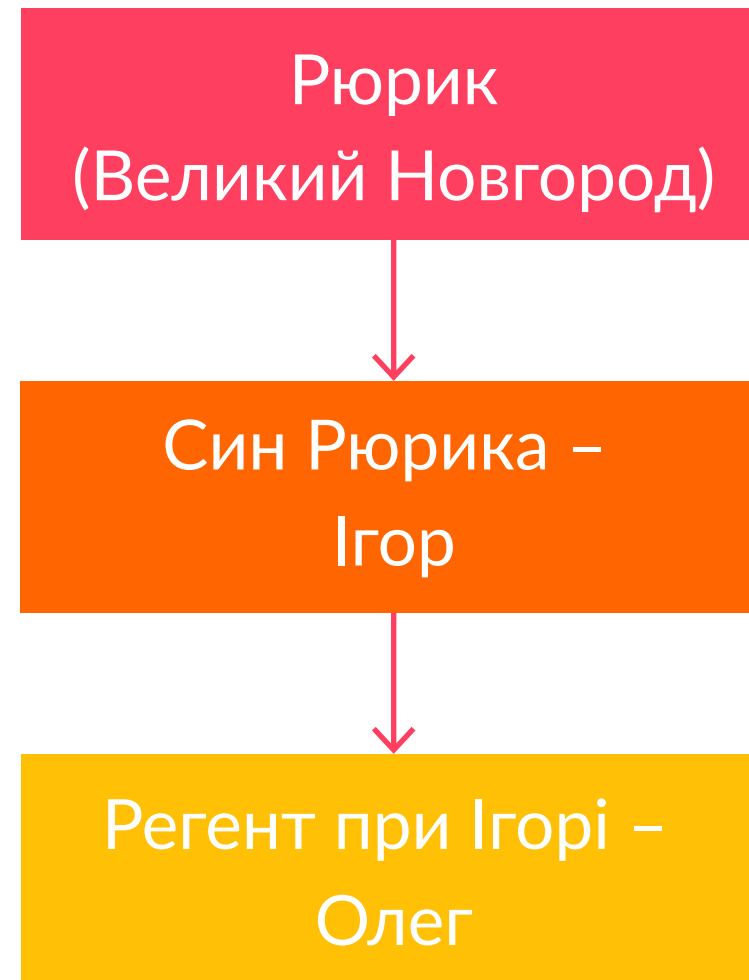 Рюрик
(Великий Новгород)
Син Рюрика –
Ігор
Регент при Ігорі –
Олег